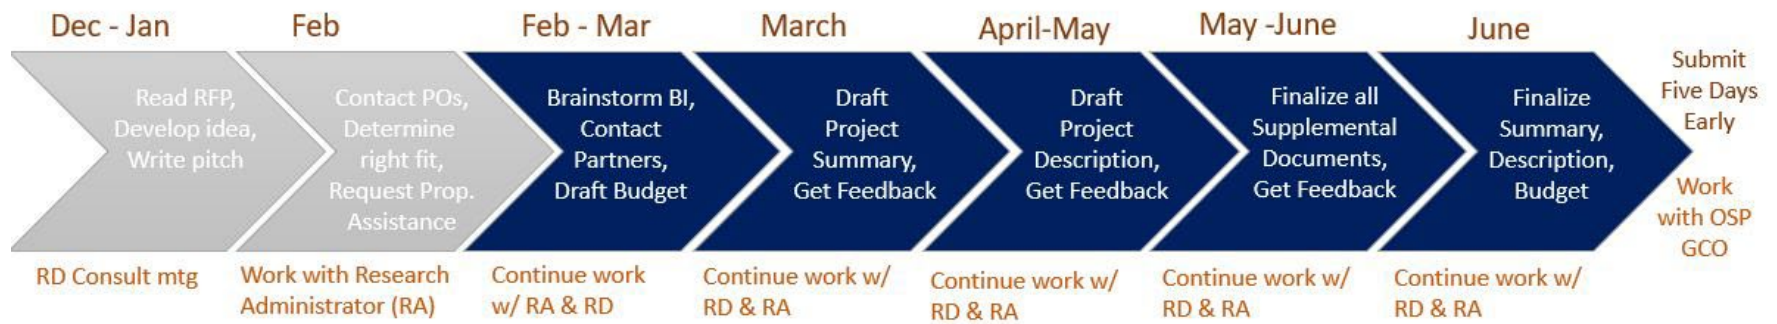 Dec - Jan
Feb
Feb - Mar
March
April-May
May -June
June
Read RFP,
Develop idea,
Write pitch
Contact POs,
Determine
right fit,
Request Prop.
Assistance
Brainstorm BI,
Contact
Partners,
Draft Budget
Draft
Project
Summary,
Get Feedback
Draft
Project
Description,
Get Feedback
Finalize all
Supplemental
Documents,
Get Feedback
Finalize
Summary,
Description,
Budget
Submit
Five Days
Early
Work
with OSP
GCO
RD Consult mtg
Work with Research
Administrator (RA)
Continue work
w/ RA & RD
Continue work w/
RD & RA
Continue work w/
RD & RA
Continue work w/
RD & RA
Continue work w/
RD & RA